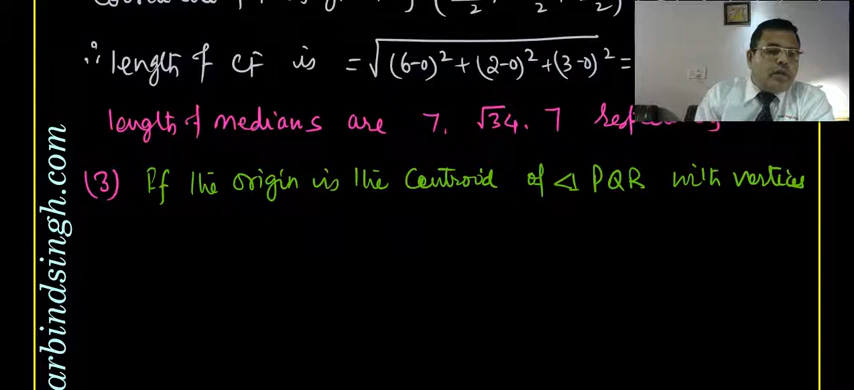 ∴ length of CF is = √(6-0)² + (2-0)² + (3-0)² =
length of medians are 7, √34, 7
(3) If the origin is the Centroid of △ PQR with vertices
arbindsingh.com